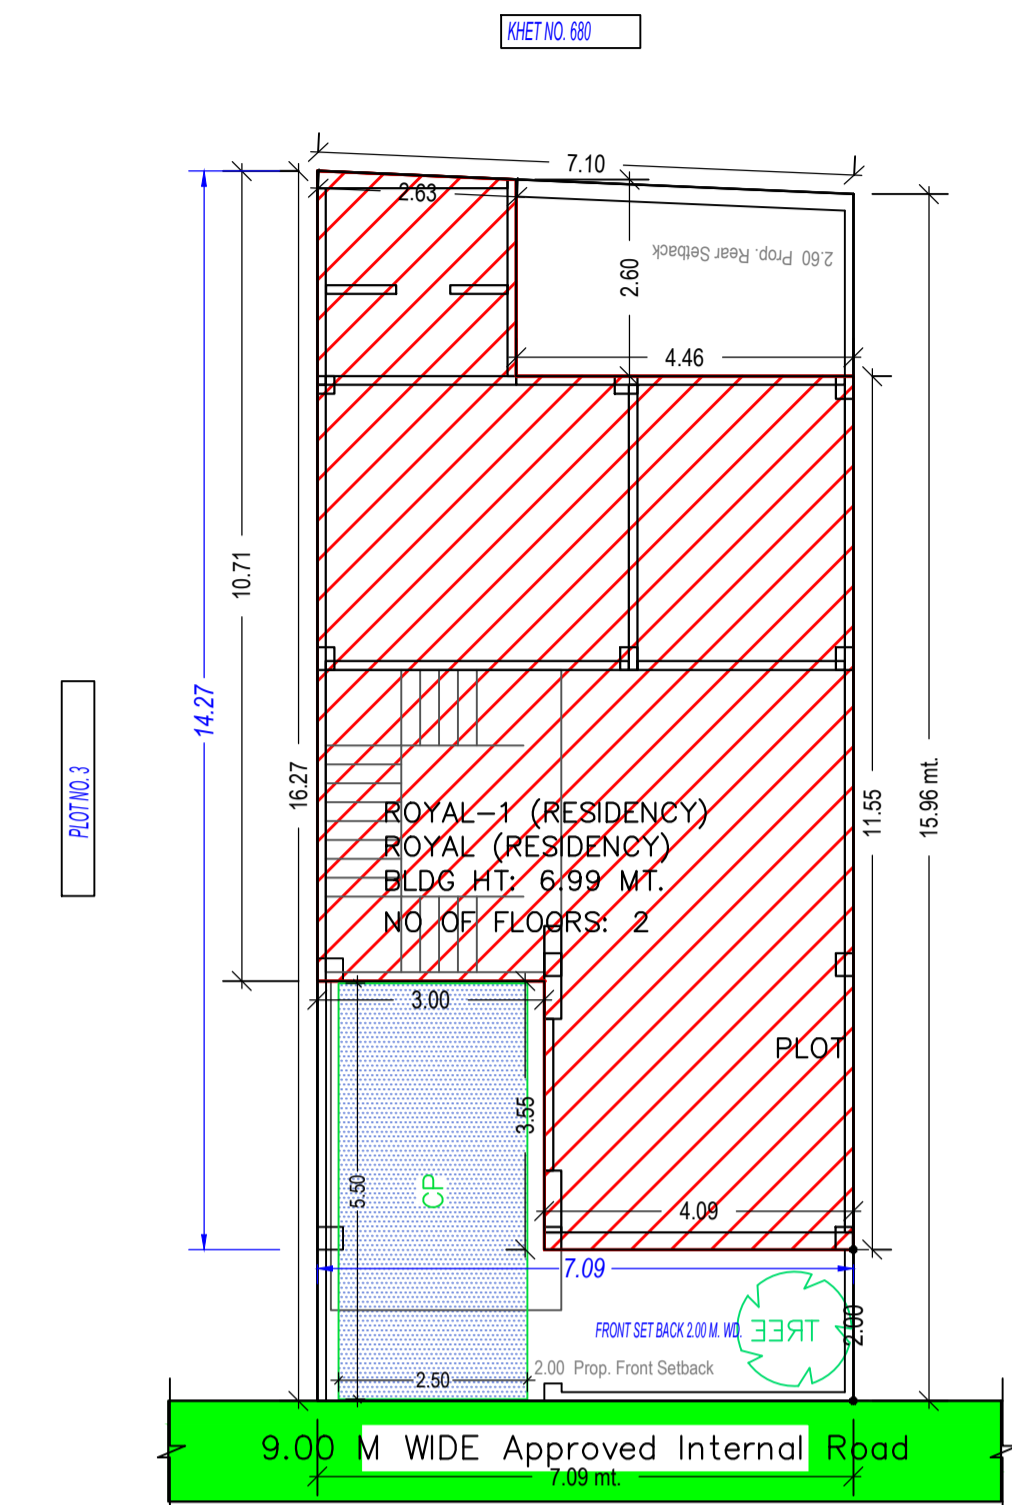 KHET NO. 680
7.10
2.63
2.60 Prop. Rear Setback
2.60
4.46
10.71
14.27
16.27
PLOT NO. 3
11.55
15.96 mt.
ROYAL-1 (RESIDENCY)
ROYAL (RESIDENCY)
BLDG HT: 6.99 MT.
NO OF FLOORS: 2
3.00
PLOT
3.55
5.50
CP
4.09
7.09
FRONT SET BACK 2.00 M. WD.
TREE
2.00
2.00 Prop. Front Setback
2.50
9.00 M WIDE Approved Internal Road
7.09 mt.